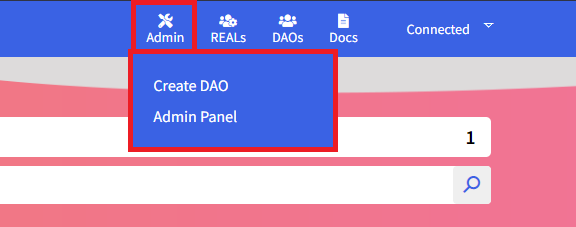 Admin
REALs
DAOs
Docs
Connected
Create DAO
Admin Panel
1